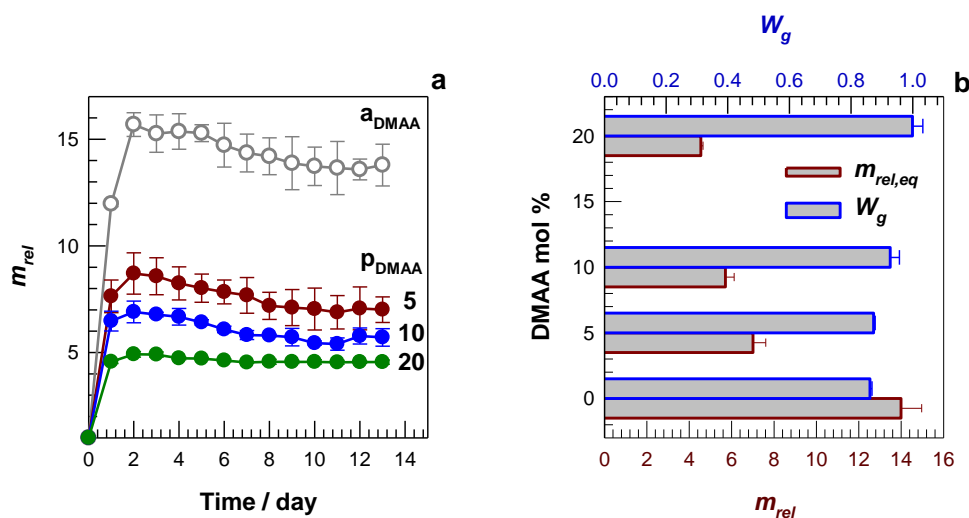 a
a_DMAA
p_DMAA
5
10
20
15
10
5
m_rel
0 2 4 6 8 10 12 14
Time / day
W_g
b
0.0 0.2 0.4 0.6 0.8 1.0
20
10
5
0
DMAA mol %
m_rel,eq
W_g
0 2 4 6 8 10 12 14 16
m_rel